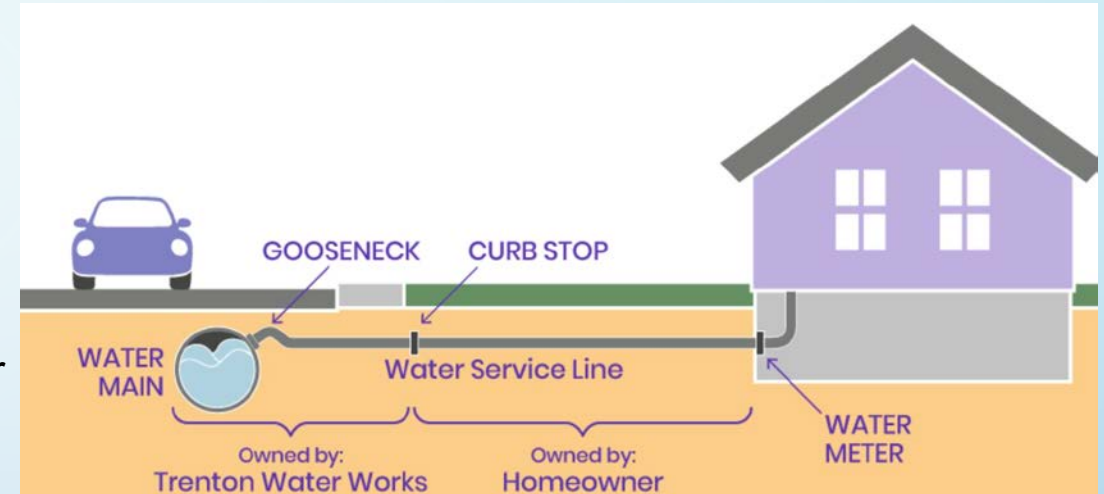 GOOSENECK
CURB STOP
WATER
MAIN
Water Service Line
WATER
METER
Owned by:
Trenton Water Works
Owned by:
Homeowner